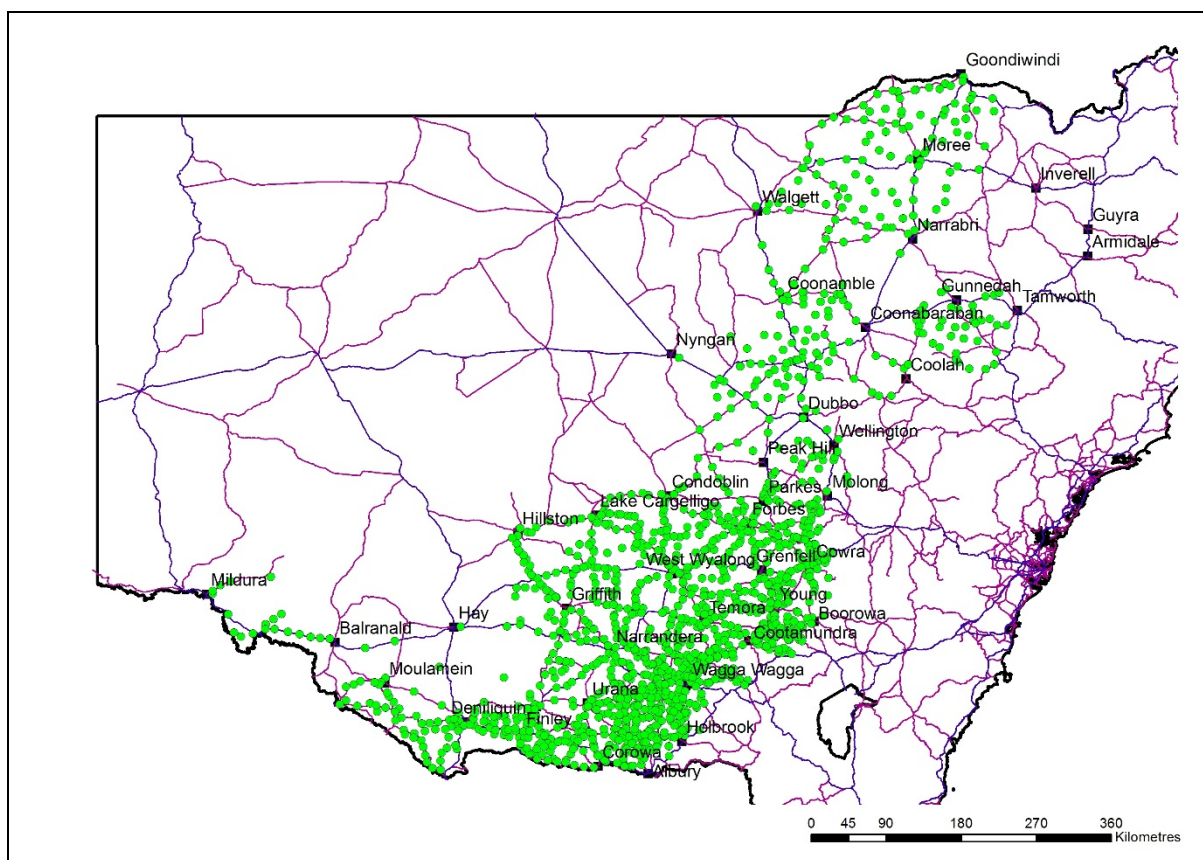 Goondiwindi
Moree
Inverell
Walgett
Guyra
Narrabri
Armidale
Coonamble
Gunnedah
Tamworth
Coonabaraban
Nyngan
Coolah
Dubbo
Wellington
Peak Hill
Condoblin
Parkes
Molong
Lake Cargelligo
Forbes
Hillston
West Wyalong
Grenfell
Cowra
Mildura
Griffith
Young
Hay
Temora
Boorowa
Balranald
Narrandera
Cootamundra
Moulamein
Wagga Wagga
Urana
Deniliquin
Finley
Holbrook
Corowa
Albury
0 45 90 180 270 360
Kilometres